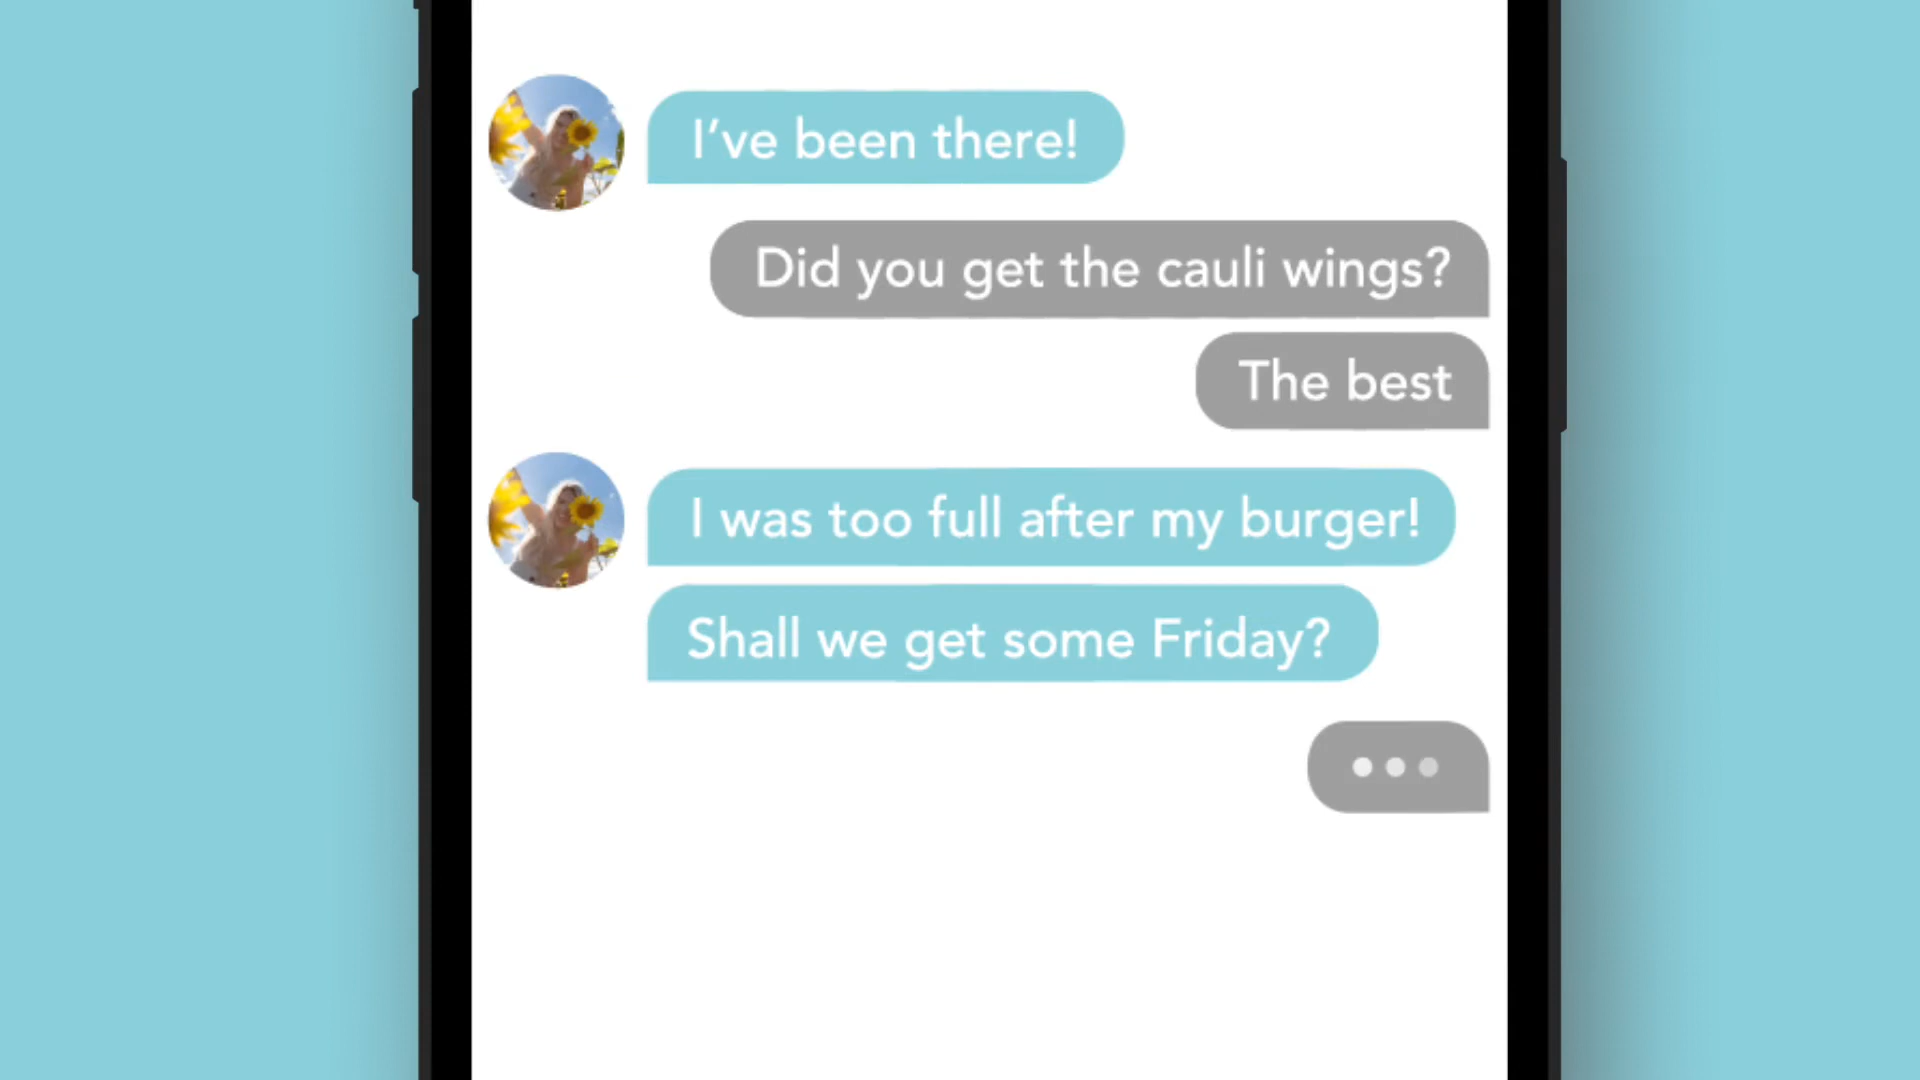 I’ve been there!
Did you get the cauli wings?
The best
I was too full after my burger!
Shall we get some Friday?